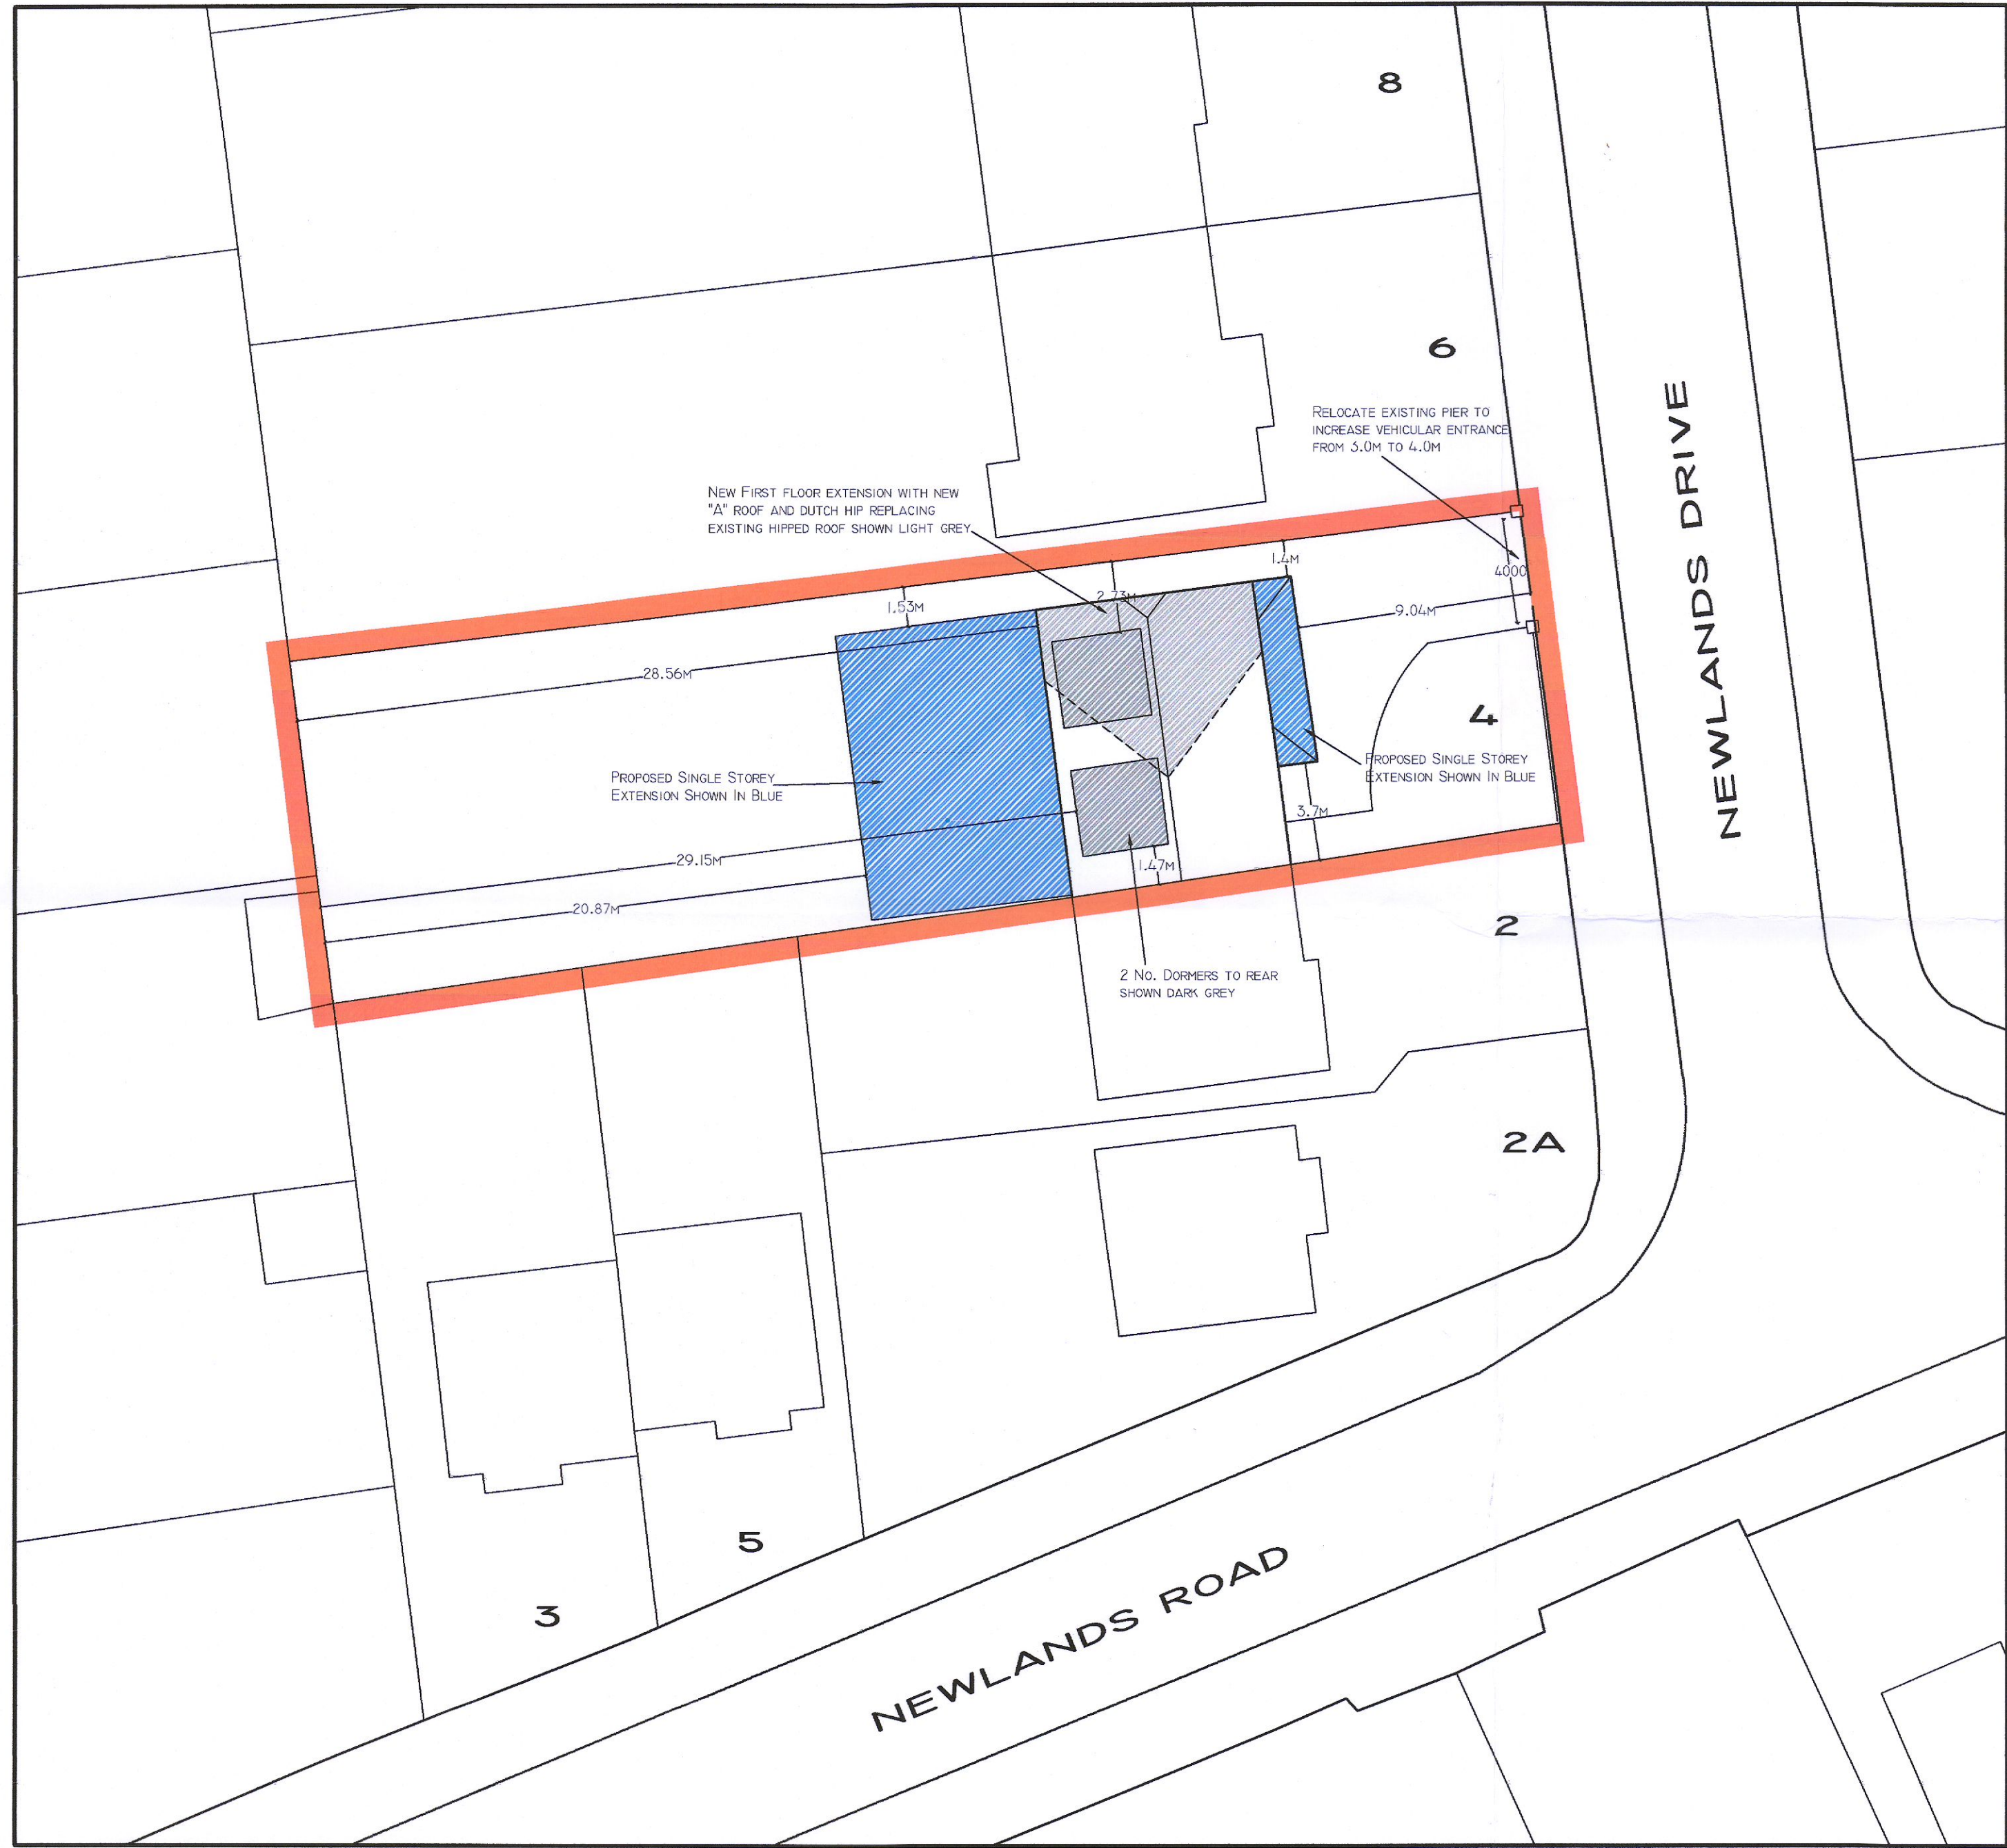 8
6
RELOCATE EXISTING PIER TO
INCREASE VEHICULAR ENTRANCE
FROM 3.0M TO 4.0M
NEWLANDS DRIVE
NEW FIRST FLOOR EXTENSION WITH NEW
"A" ROOF AND DUTCH HIP REPLACING
EXISTING HIPPED ROOF SHOWN LIGHT GREY
1.4M
4000
1.53M
2.73M
9.04M
28.56M
4
PROPOSED SINGLE STOREY
EXTENSION SHOWN IN BLUE
PROPOSED SINGLE STOREY
EXTENSION SHOWN IN BLUE
3.7M
29.15M
1.47M
20.87M
2
2 NO. DORMERS TO REAR
SHOWN DARK GREY
2A
5
3
NEWLANDS ROAD